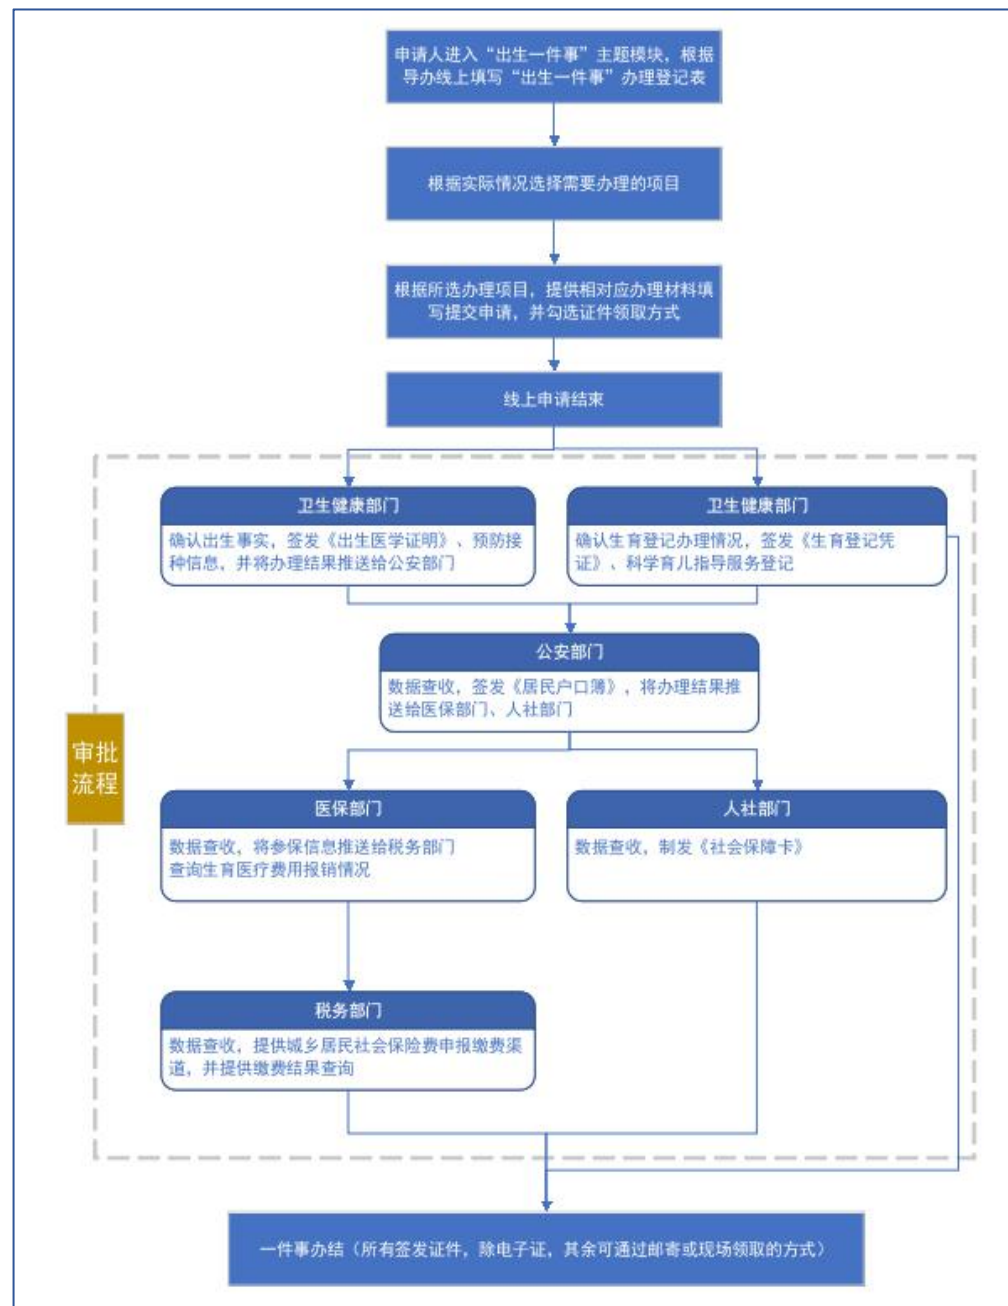 申请人进入“出生一件事”主题模块，根据
导办线上填写“出生一件事”办理登记表
根据实际情况选择需要办理的项目
根据所选办理项目，提供相对应办理材料填
写提交申请，并勾选证件领取方式
线上申请结束
卫生健康部门
确认出生事实，签发《出生医学证明》、预防接
种信息，并将办理结果推送给公安部门
卫生健康部门
确认生育登记办理情况，签发《生育登记凭
证》、科学育儿指导服务登记
公安部门
数据查收，签发《居民户口簿》，将办理结果推
送给医保部门、人社部门
审批
流程
医保部门
数据查收，将参保信息推送给税务部门
查询生育医疗费用报销情况
人社部门
数据查收，制发《社会保障卡》
税务部门
数据查收，提供城乡居民社会保险费申报缴费渠
道，并提供缴费结果查询
一件事办结（所有签发证件，除电子证，其余可通过邮寄或现场领取的方式）